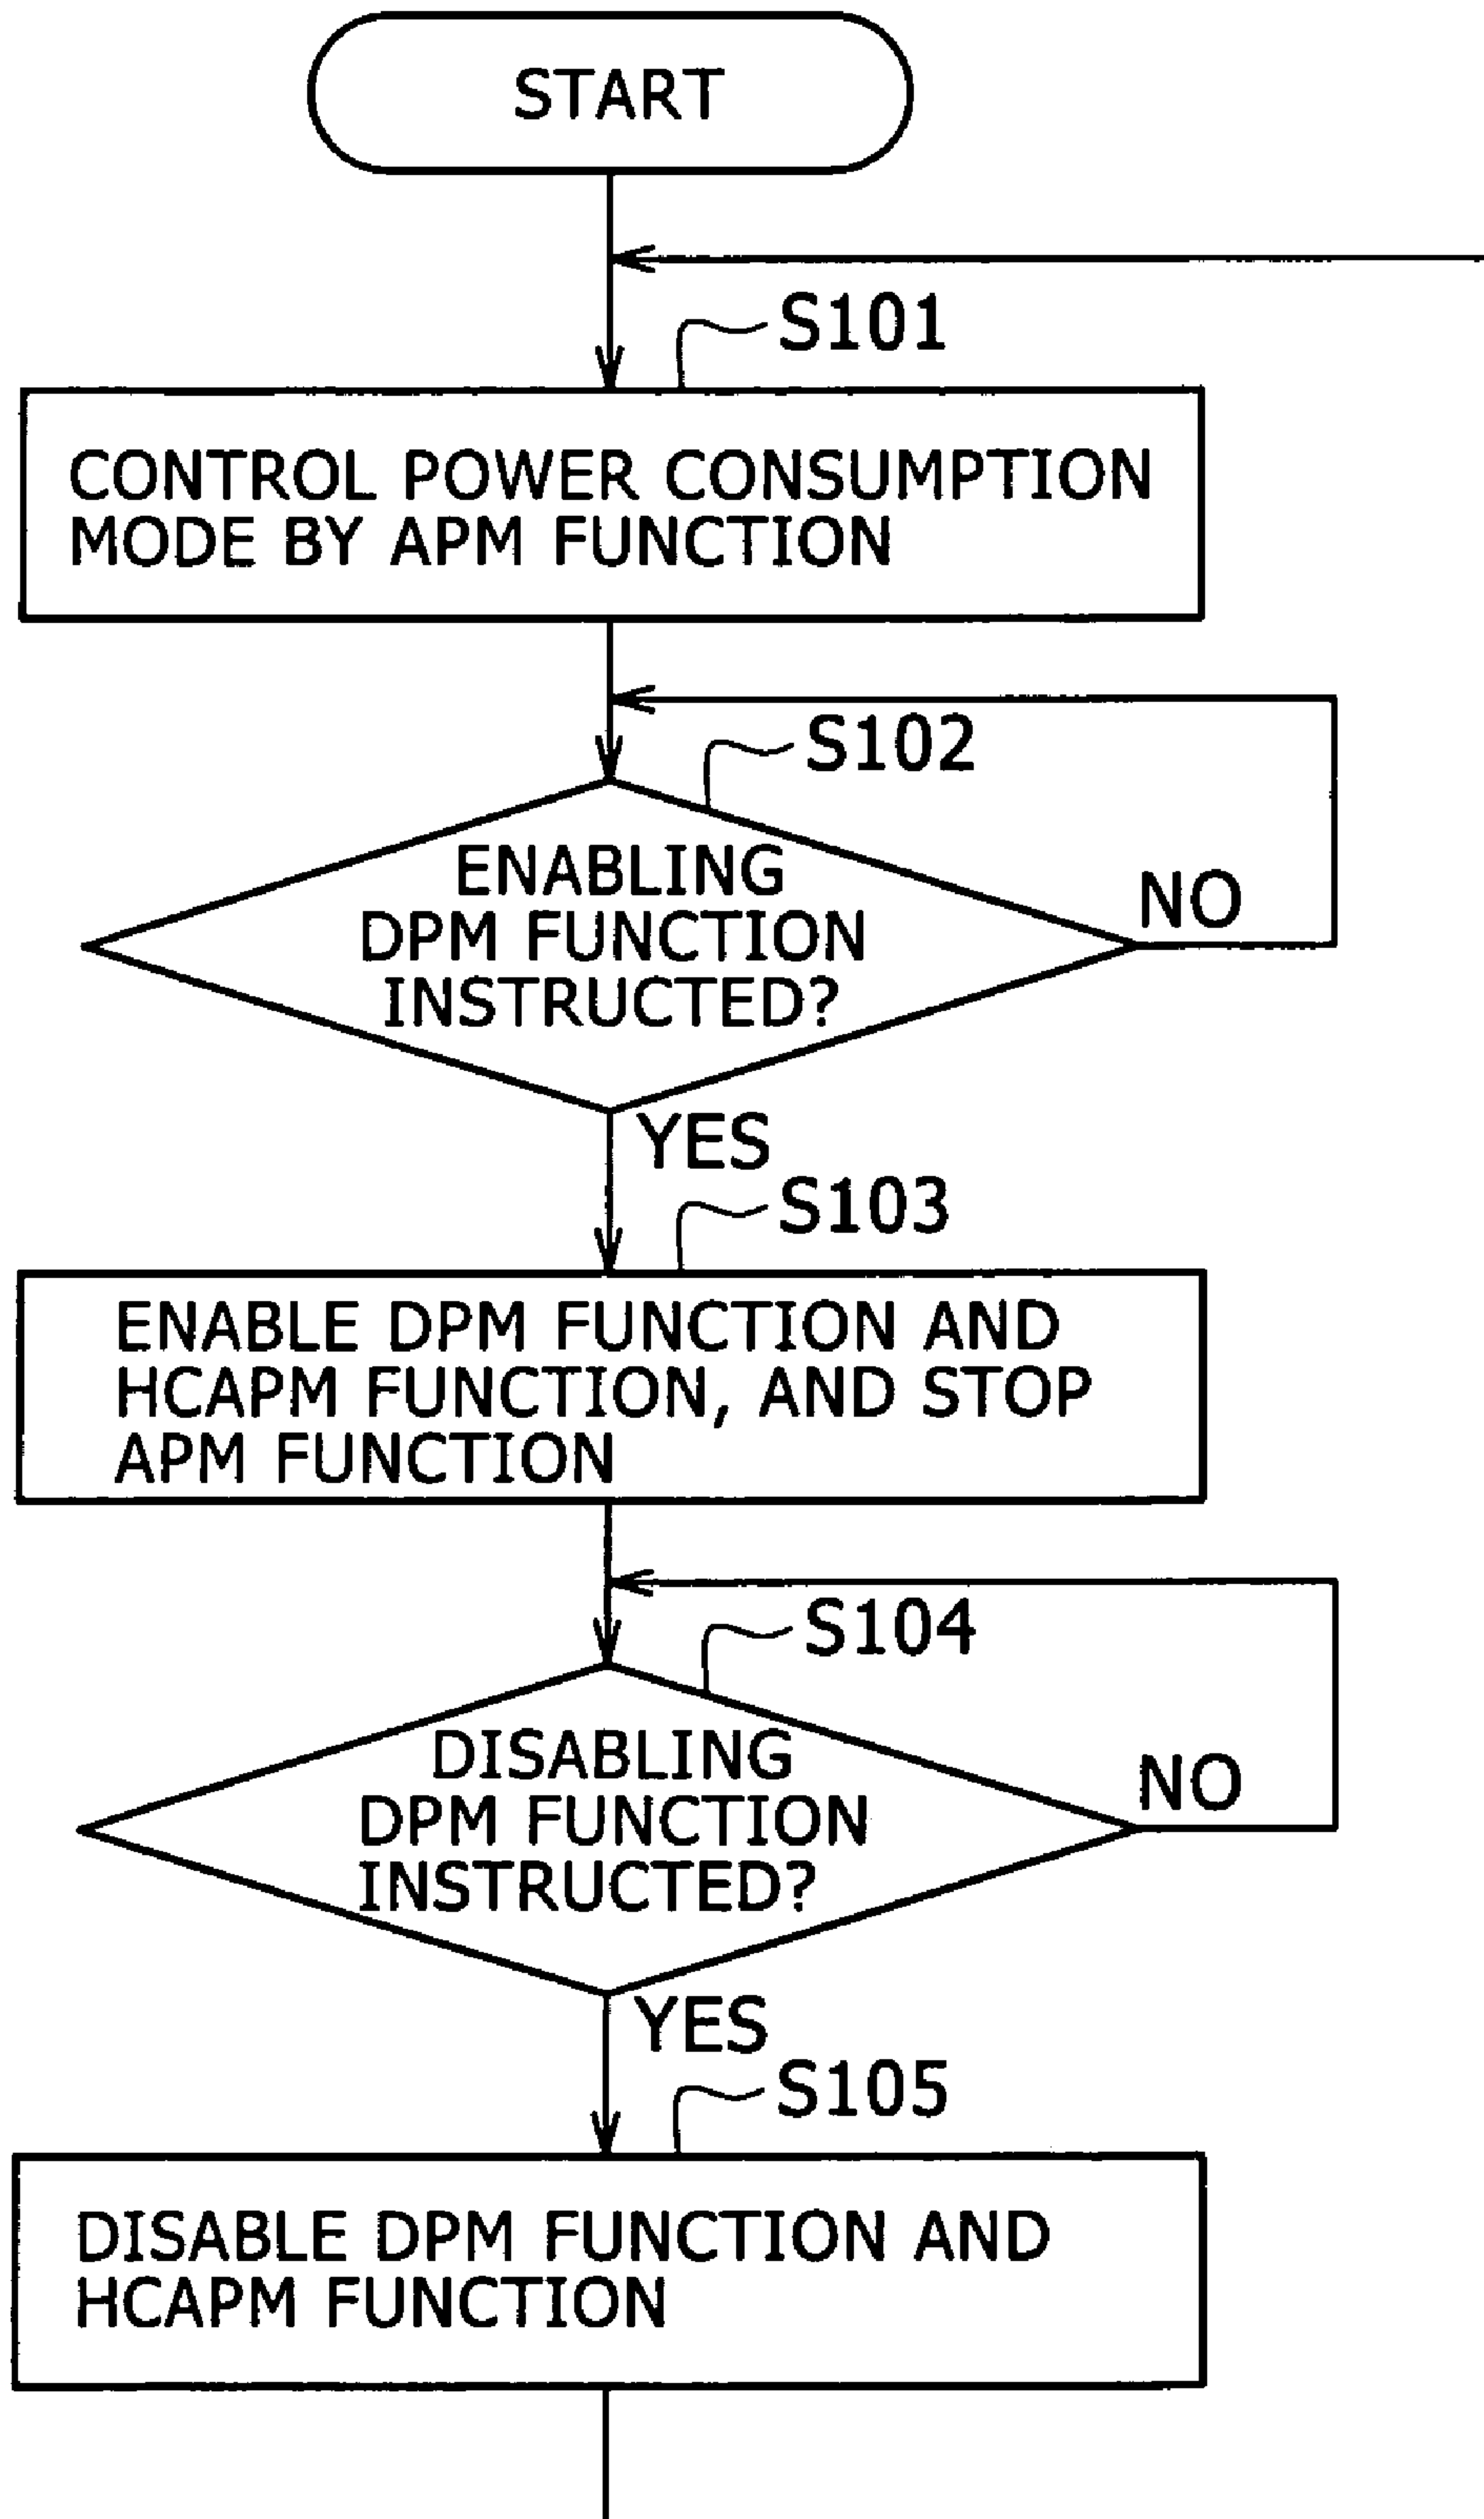 START
S101
CONTROL POWER CONSUMPTION
MODE BY APM FUNCTION
S102
ENABLING
DPM FUNCTION
INSTRUCTED?
NO
YES
S103
ENABLE DPM FUNCTION AND
HCAPM FUNCTION, AND STOP
APM FUNCTION
S104
DISABLING
DPM FUNCTION
INSTRUCTED?
NO
YES
S105
DISABLE DPM FUNCTION AND
HCAPM FUNCTION